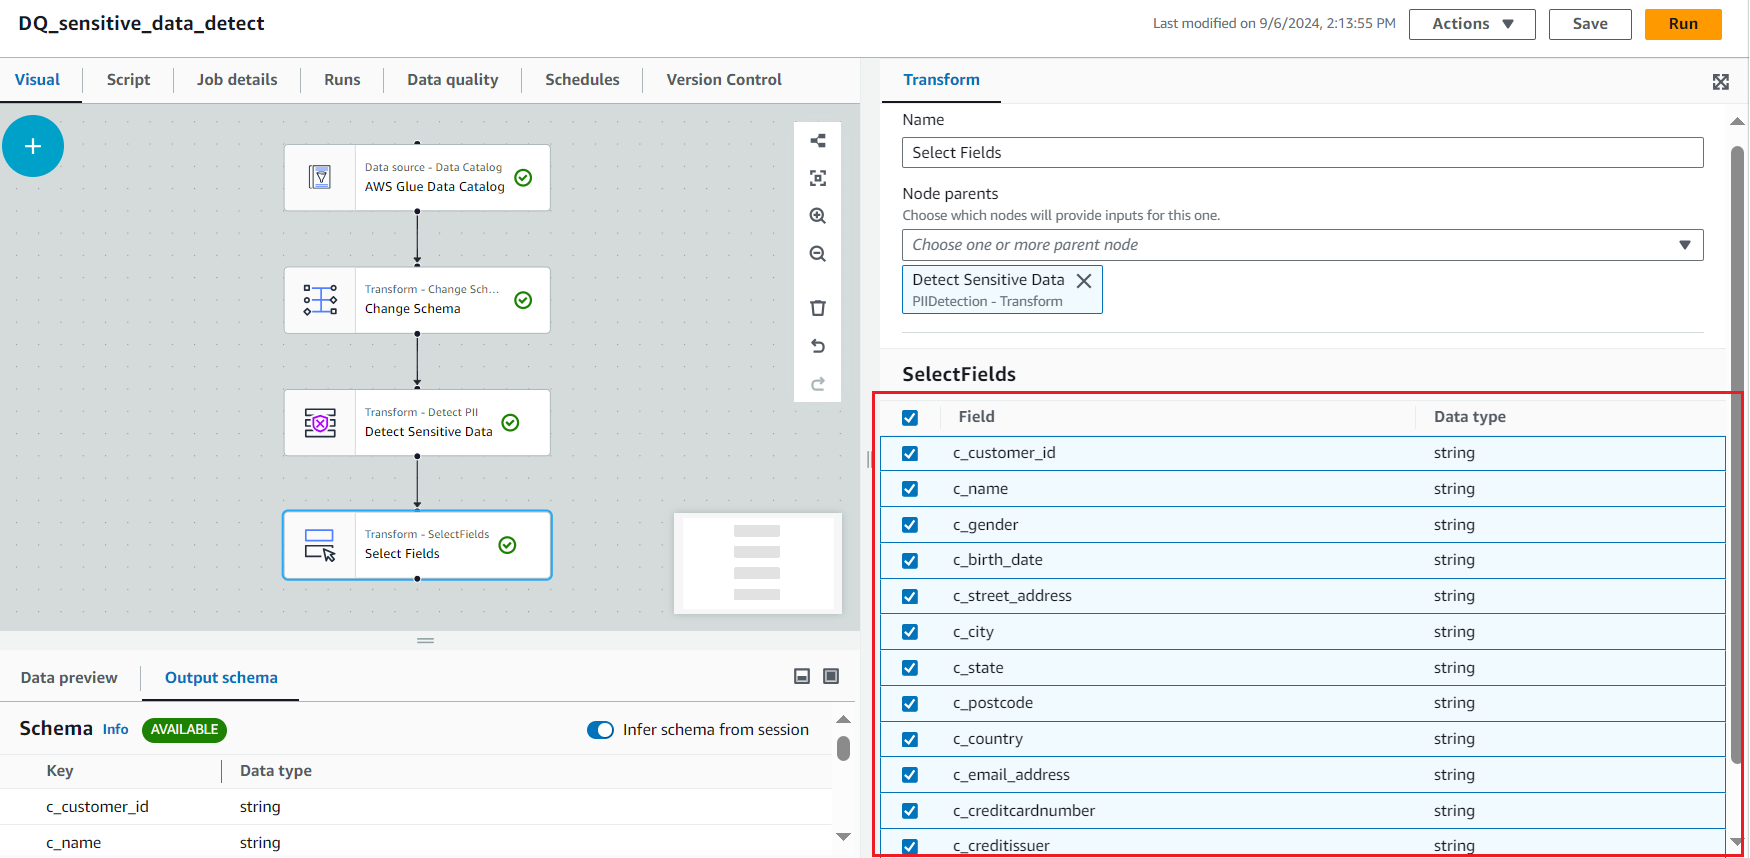 DQ_sensitive_data_detect
Last modified on 9/6/2024, 2:13:55 PM
Actions
Save
Run
Visual
Script
Job details
Runs
Data quality
Schedules
Version Control
+
Data source - Data Catalog
AWS Glue Data Catalog
Transform - Change Sch...
Change Schema
Transform - Detect PII
Detect Sensitive Data
Transform - SelectFields
Select Fields
Data preview
Output schema
Schema Info AVAILABLE
Infer schema from session
Key Data type
c_customer_id string
c_name string
Transform
Name
Select Fields
Node parents
Choose which nodes will provide inputs for this one.
Choose one or more parent node
Detect Sensitive Data
PIIDetection - Transform
SelectFields
Field Data type
c_customer_id string
c_name string
c_gender string
c_birth_date string
c_street_address string
c_city string
c_state string
c_postcode string
c_country string
c_email_address string
c_creditcardnumber string
c_creditissuer string